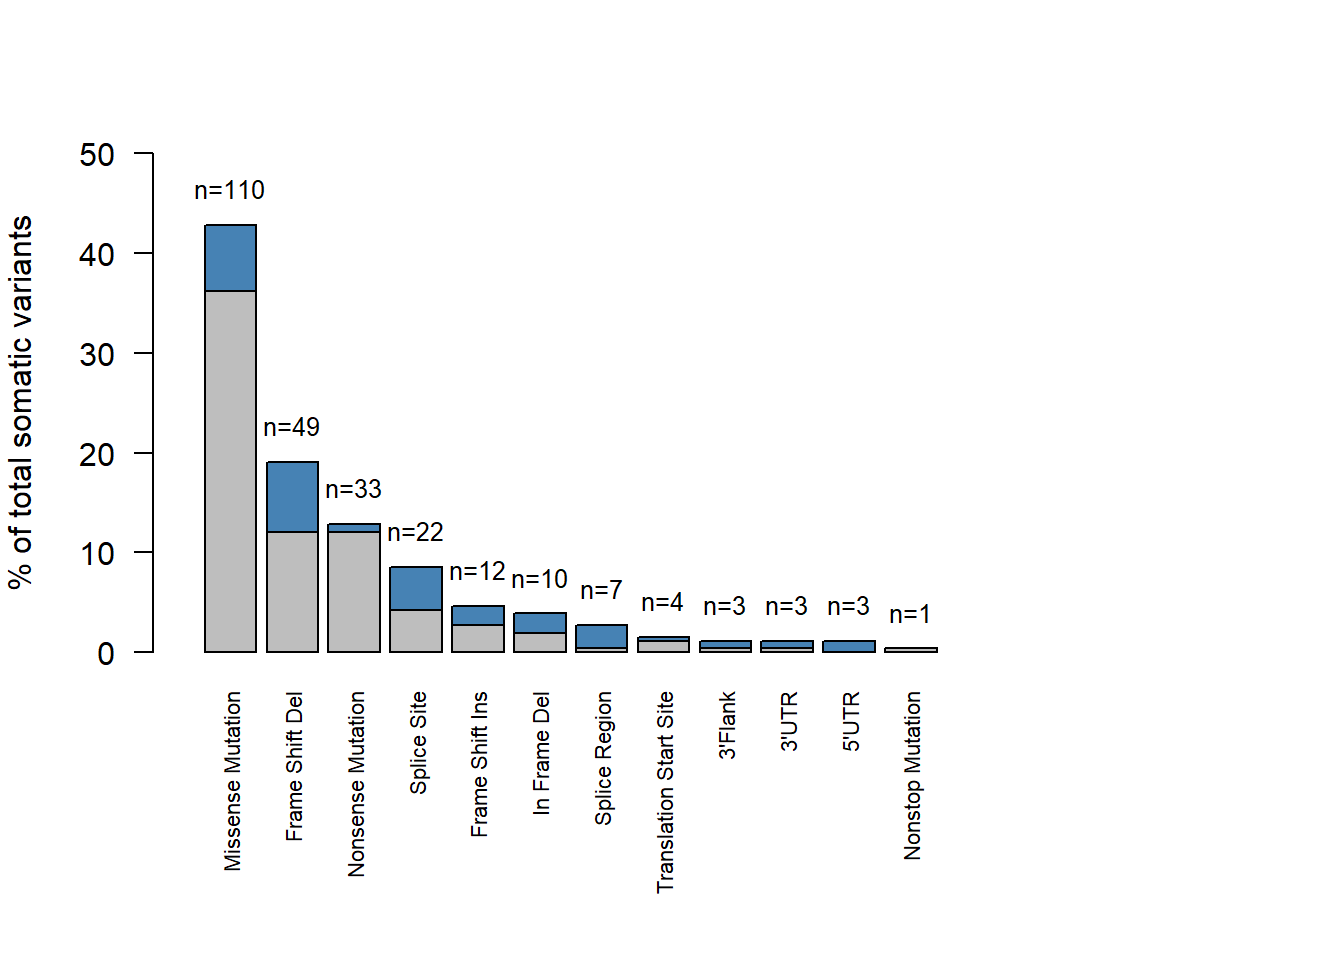 % of total somatic variants
50
40
30
20
10
0
n=110
n=49
n=33
n=22
n=12
n=10
n=7
n=4
n=3
n=3
n=3
n=1
Missense Mutation
Frame Shift Del
Nonsense Mutation
Splice Site
Frame Shift Ins
In Frame Del
Splice Region
Translation Start Site
3'Flank
3'UTR
5'UTR
Nonstop Mutation